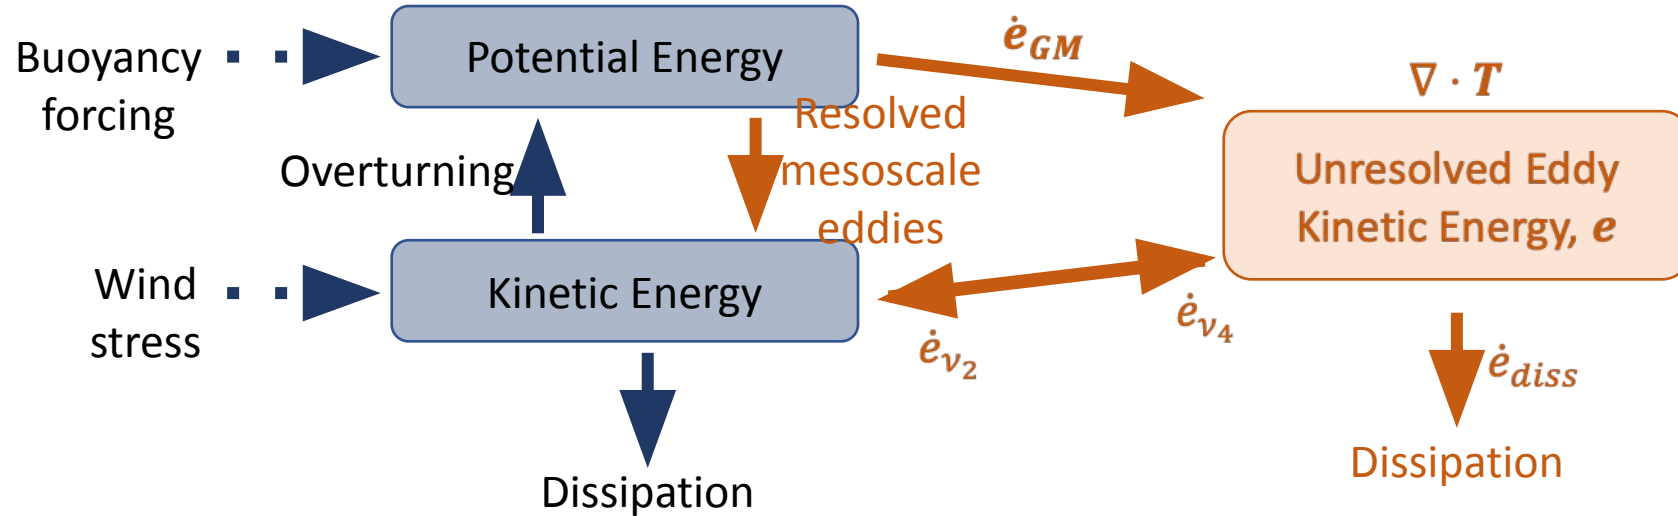 Buoyancy
forcing
Potential Energy
ė_GM
∇ · T
Resolved
mesoscale
eddies
Overturning
Unresolved Eddy
Kinetic Energy, e
Wind
stress
Kinetic Energy
ė_ν₂
ė_ν₄
ė_diss
Dissipation
Dissipation